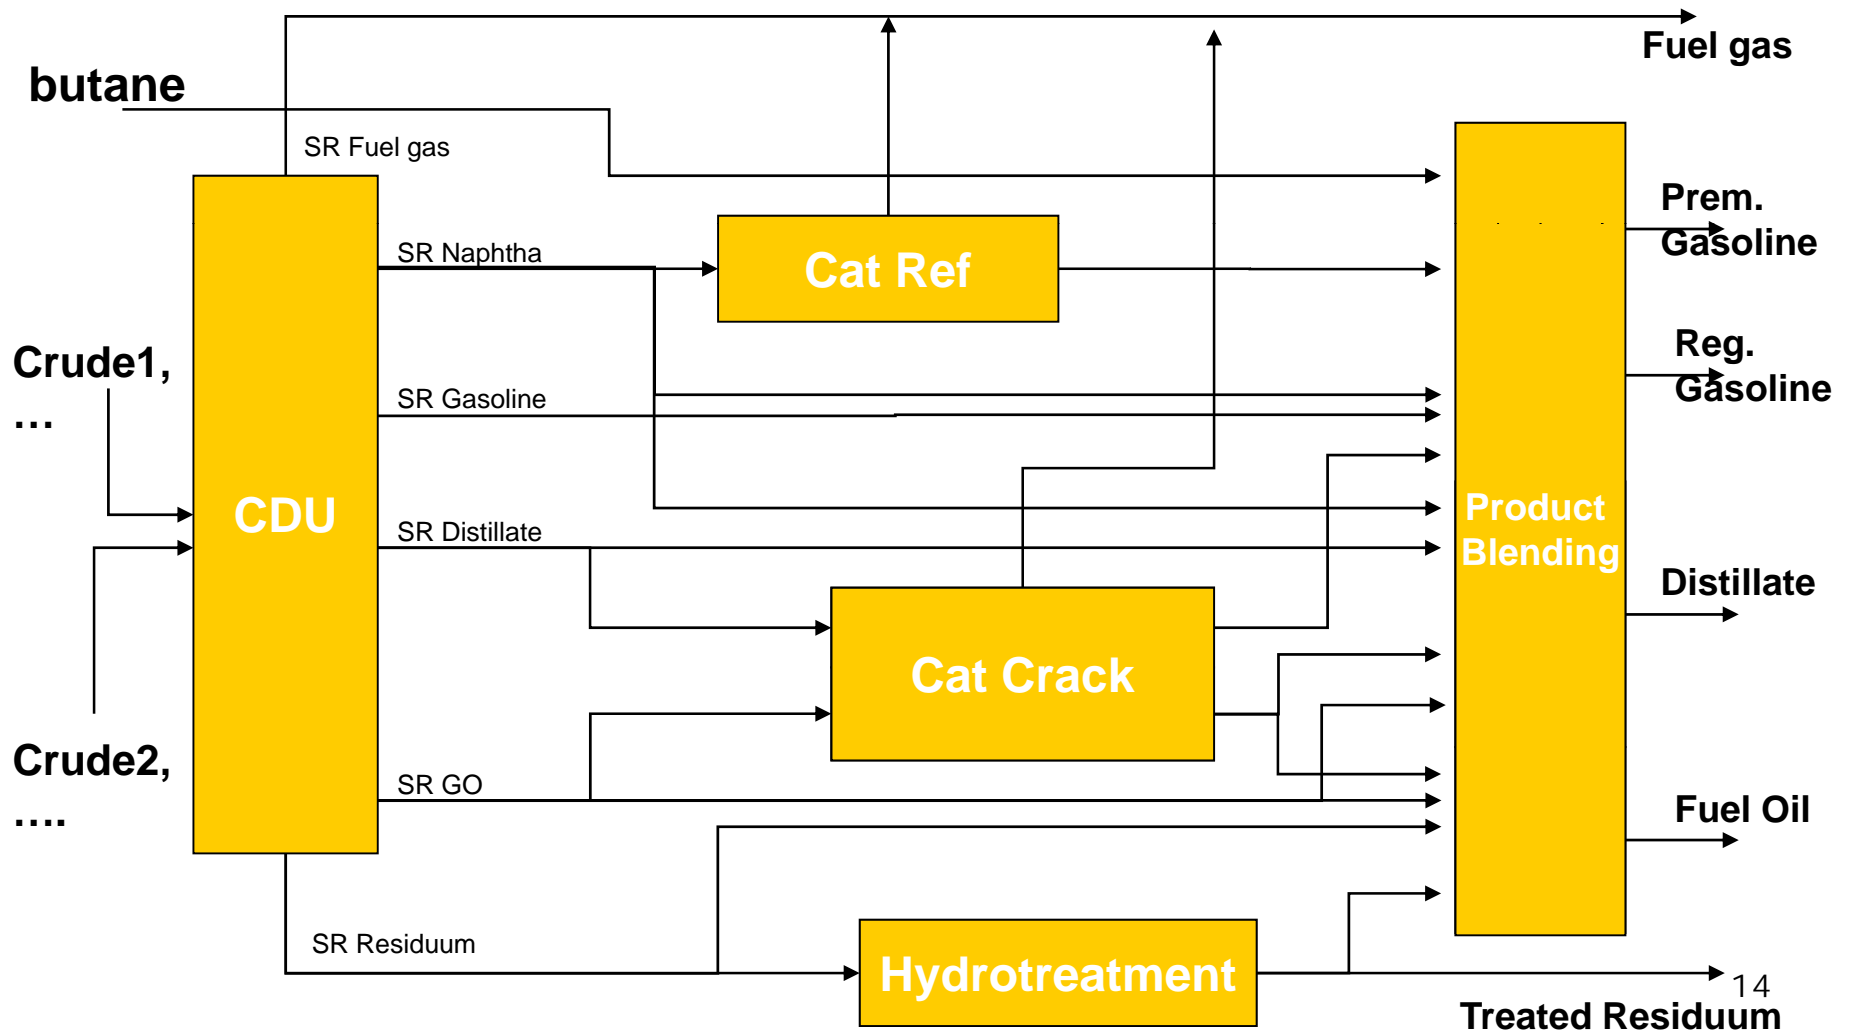 Fuel gas
butane
SR Fuel gas
Prem.
Gasoline
SR Naphtha
Cat Ref
Crude1,
…
Reg.
Gasoline
SR Gasoline
CDU
SR Distillate
Product
Blending
Distillate
Cat Crack
Crude2,
….
SR GO
Fuel Oil
SR Residuum
Hydrotreatment
14
Treated Residuum